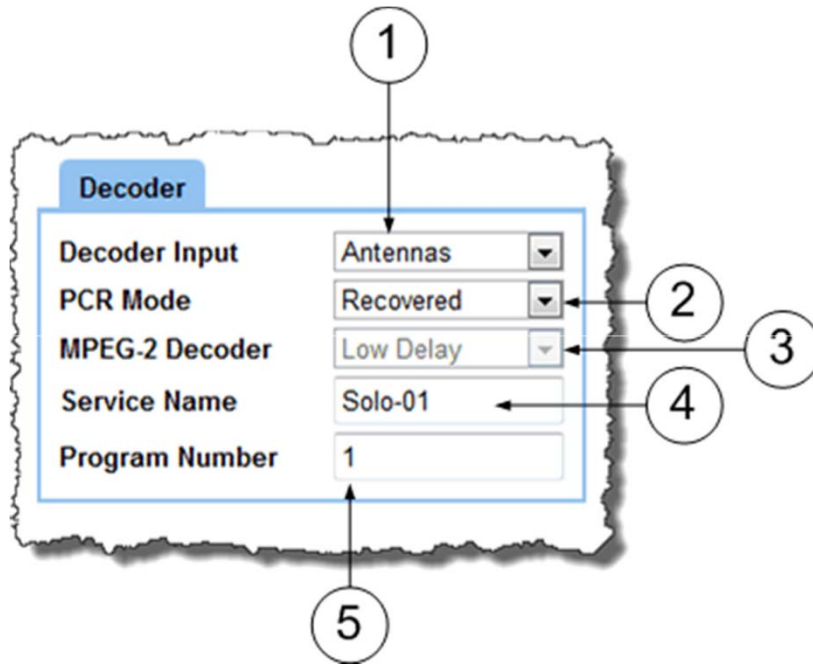 1
Decoder
Decoder Input Antennas
PCR Mode Recovered 2
MPEG-2 Decoder Low Delay 3
Service Name Solo-01 4
Program Number 1
5